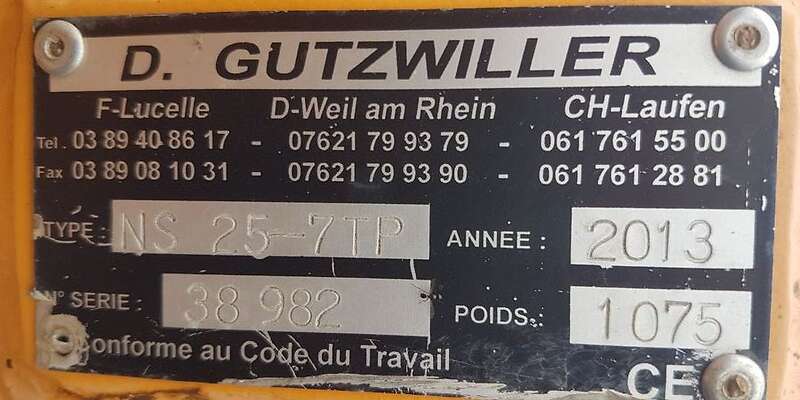 D. GUTZWILLER
F-Lucelle D-Weil am Rhein CH-Laufen
Tel. 03 89 40 86 17 - 07621 79 93 79 - 061 761 55 00
Fax 03 89 08 10 31 - 07621 79 93 90 - 061 761 28 81
TYPE: NS 25-7TP ANNEE: 2013
N° SERIE: 38 982 POIDS: 1075
Conforme au Code du Travail
CE